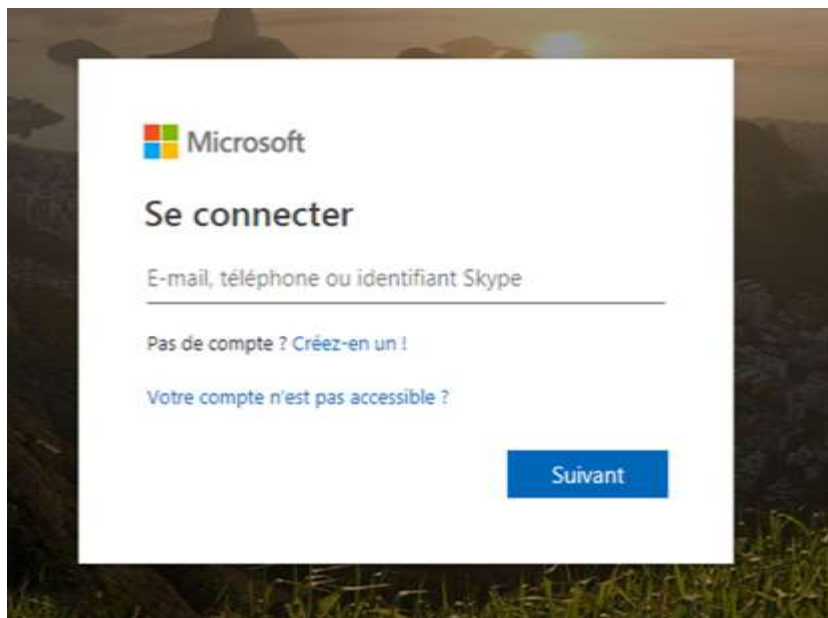 Microsoft
Se connecter
E-mail, téléphone ou identifiant Skype
Pas de compte ? Créez-en un !
Votre compte n'est pas accessible ?
Suivant